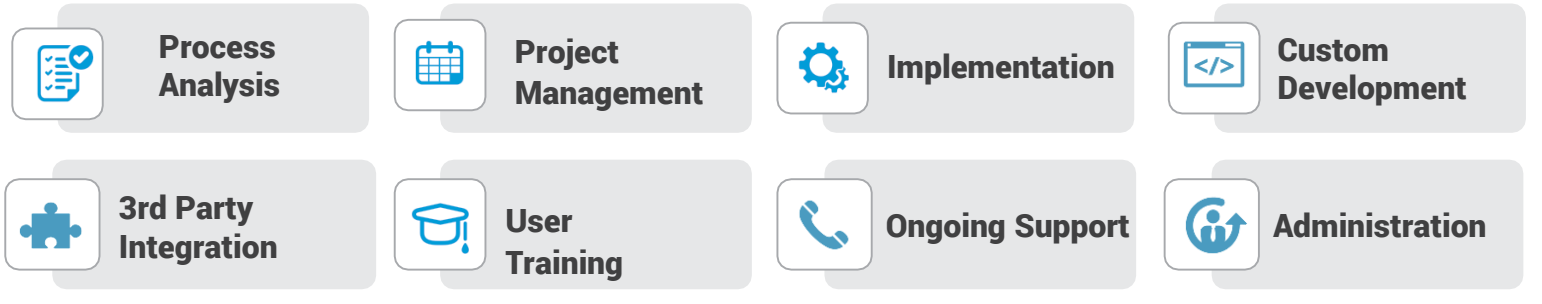 Process
Analysis
Project
Management
Implementation
</>
Custom
Development
3rd Party
Integration
User
Training
Ongoing Support
Administration